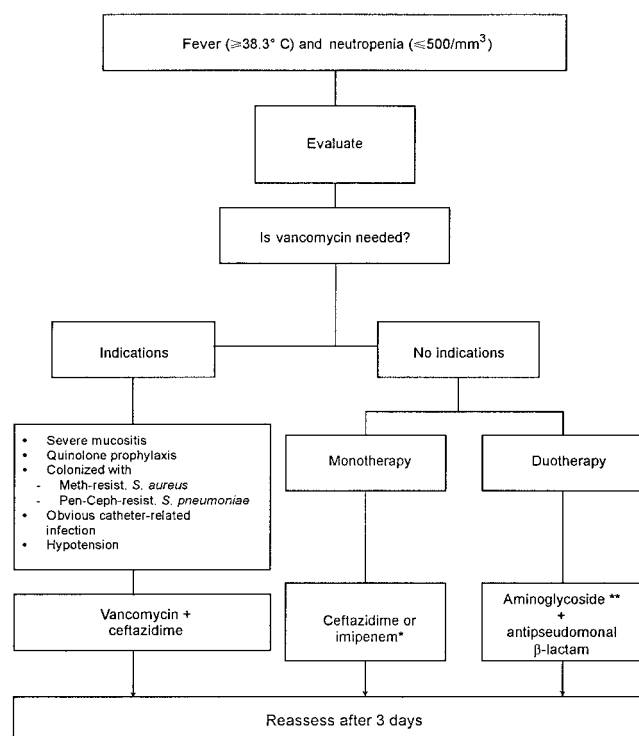 Fever (⩾38.3° C) and neutropenia (⩽500/mm³)
Evaluate
Is vancomycin needed?
Indications
No indications
• Severe mucositis
• Quinolone prophylaxis
• Colonized with
- Meth-resist. S. aureus
- Pen-Ceph-resist. S. pneumoniae
• Obvious catheter-related
infection
• Hypotension
Monotherapy
Duotherapy
Vancomycin +
ceftazidime
Ceftazidime or
imipenem*
Aminoglycoside **
+
antipseudomonal
β-lactam
Reassess after 3 days